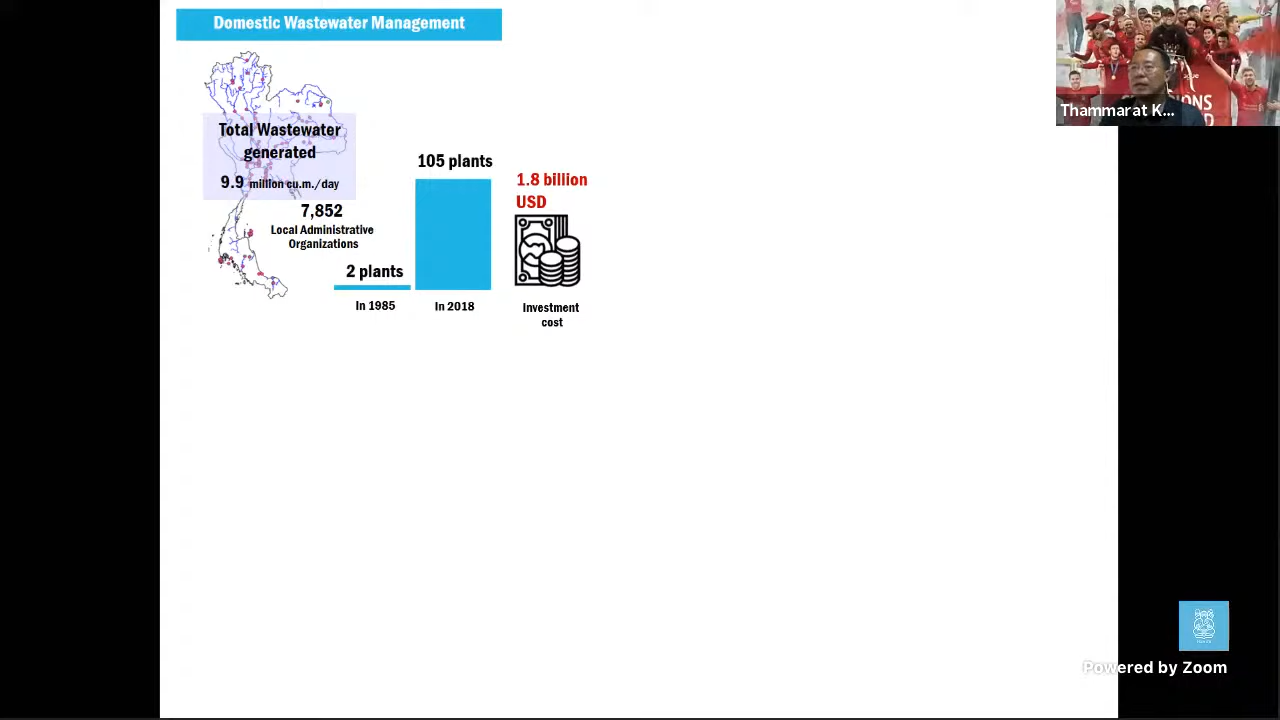 Domestic Wastewater Management
Total Wastewater
generated
9.9 million cu.m./day
7,852
Local Administrative
Organizations
2 plants
In 1985
105 plants
In 2018
1.8 billion
USD
Investment
cost
Thammarat K...
Powered by Zoom